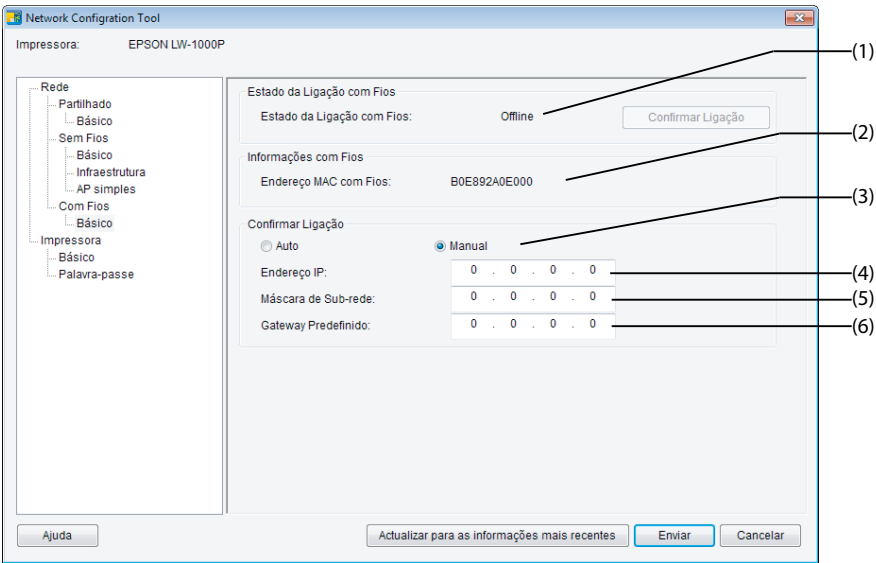 Network Configration Tool
Impressora: EPSON LW-1000P
Rede
Partilhado
Básico
Sem Fios
Básico
Infraestrutura
AP simples
Com Fios
Básico
Impressora
Básico
Palavra-passe
Estado da Ligação com Fios
Estado da Ligação com Fios: Offline Confirmar Ligação
(1)
Informações com Fios
Endereço MAC com Fios: B0E892A0E000
(2)
Confirmar Ligação
Auto Manual
(3)
Endereço IP: 0 . 0 . 0 . 0 (4)
Máscara de Sub-rede: 0 . 0 . 0 . 0 (5)
Gateway Predefinido: 0 . 0 . 0 . 0 (6)
Ajuda Actualizar para as informações mais recentes Enviar Cancelar